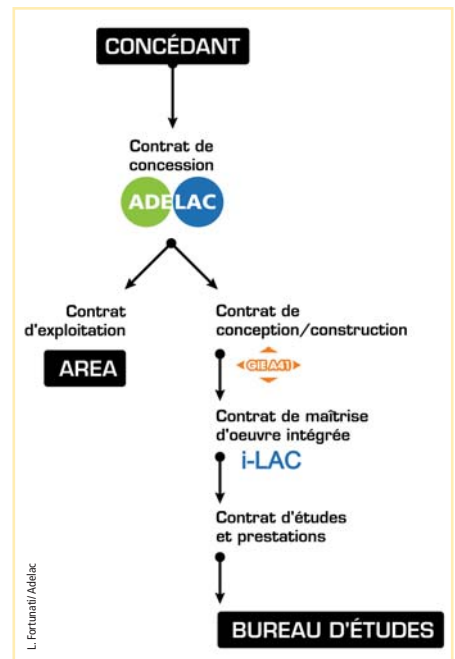 CONCÉDANT
Contrat de
concession
ADELAC
Contrat
d'exploitation
AREA
Contrat de
conception/construction
GIE A41
Contrat de maîtrise
d'oeuvre intégrée
i-LAC
Contrat d'études
et prestations
BUREAU D'ÉTUDES
L. Fortunati/Adelac